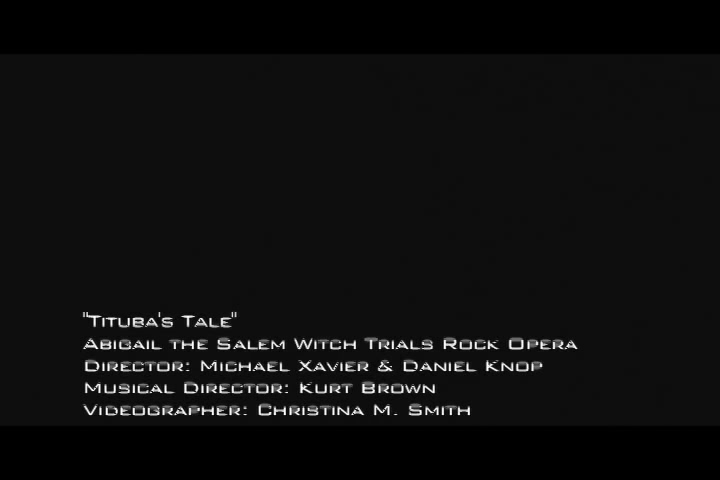 "Tituba's Tale"
Abigail the Salem Witch Trials Rock Opera
Director: Michael Xavier & Daniel Knop
Musical Director: Kurt Brown
Videographer: Christina M. Smith